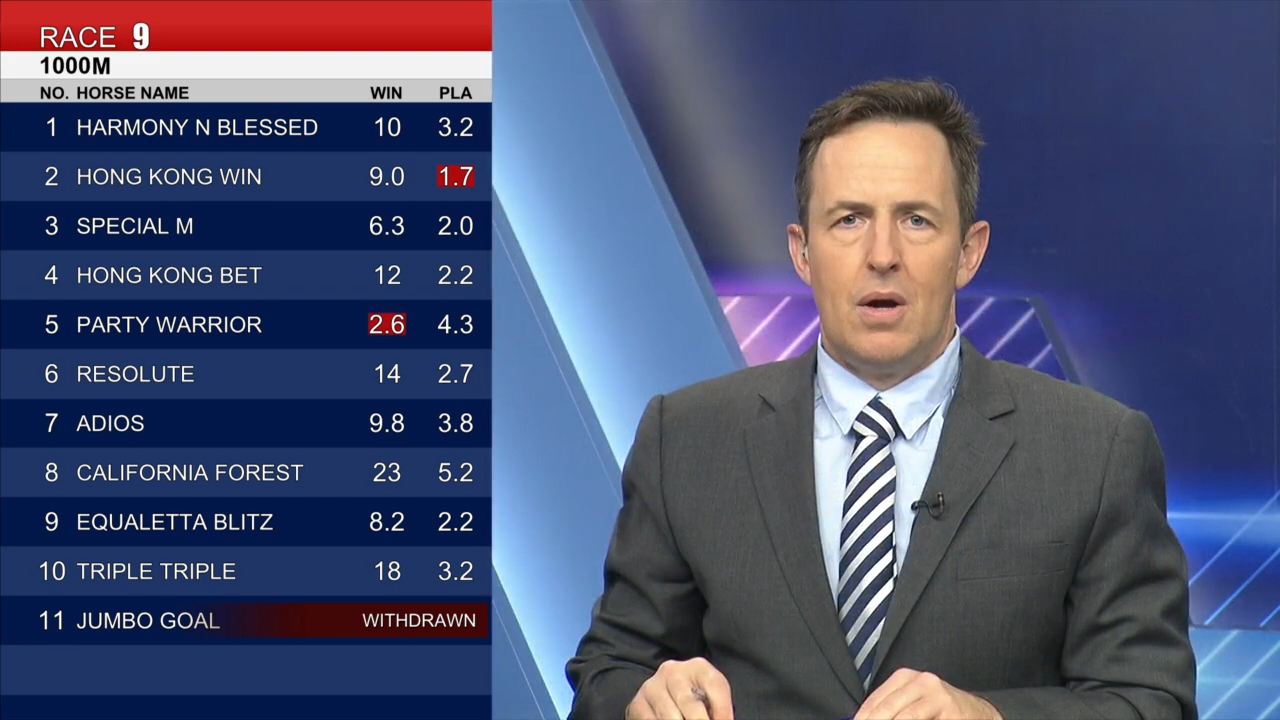 RACE 9
1000M
NO. HORSE NAME WIN PLA
1 HARMONY N BLESSED 10 3.2
2 HONG KONG WIN 9.0 1.7
3 SPECIAL M 6.3 2.0
4 HONG KONG BET 12 2.2
5 PARTY WARRIOR 2.6 4.3
6 RESOLUTE 14 2.7
7 ADIOS 9.8 3.8
8 CALIFORNIA FOREST 23 5.2
9 EQUALETTA BLITZ 8.2 2.2
10 TRIPLE TRIPLE 18 3.2
11 JUMBO GOAL WITHDRAWN